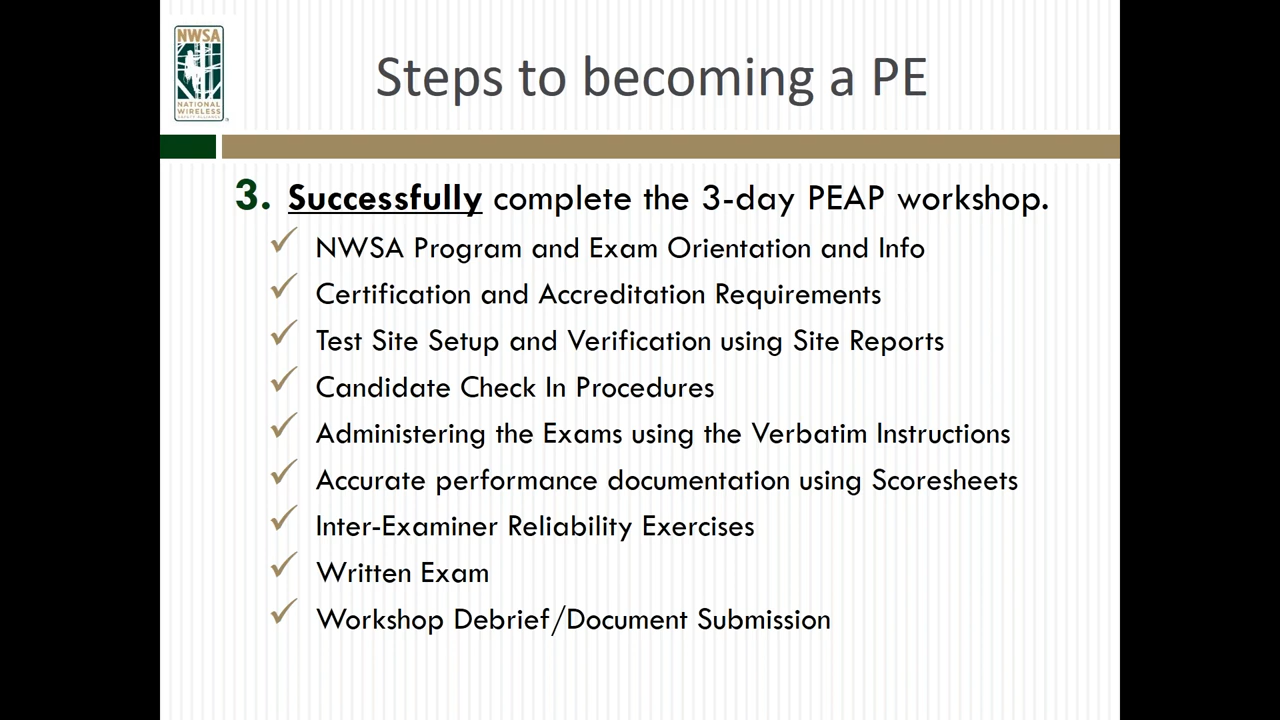 NWSA
NATIONAL
WIRELESS
SAFETY ALLIANCE
Steps to becoming a PE
3. Successfully complete the 3-day PEAP workshop.
✓ NWSA Program and Exam Orientation and Info
✓ Certification and Accreditation Requirements
✓ Test Site Setup and Verification using Site Reports
✓ Candidate Check In Procedures
✓ Administering the Exams using the Verbatim Instructions
✓ Accurate performance documentation using Scoresheets
✓ Inter-Examiner Reliability Exercises
✓ Written Exam
✓ Workshop Debrief/Document Submission